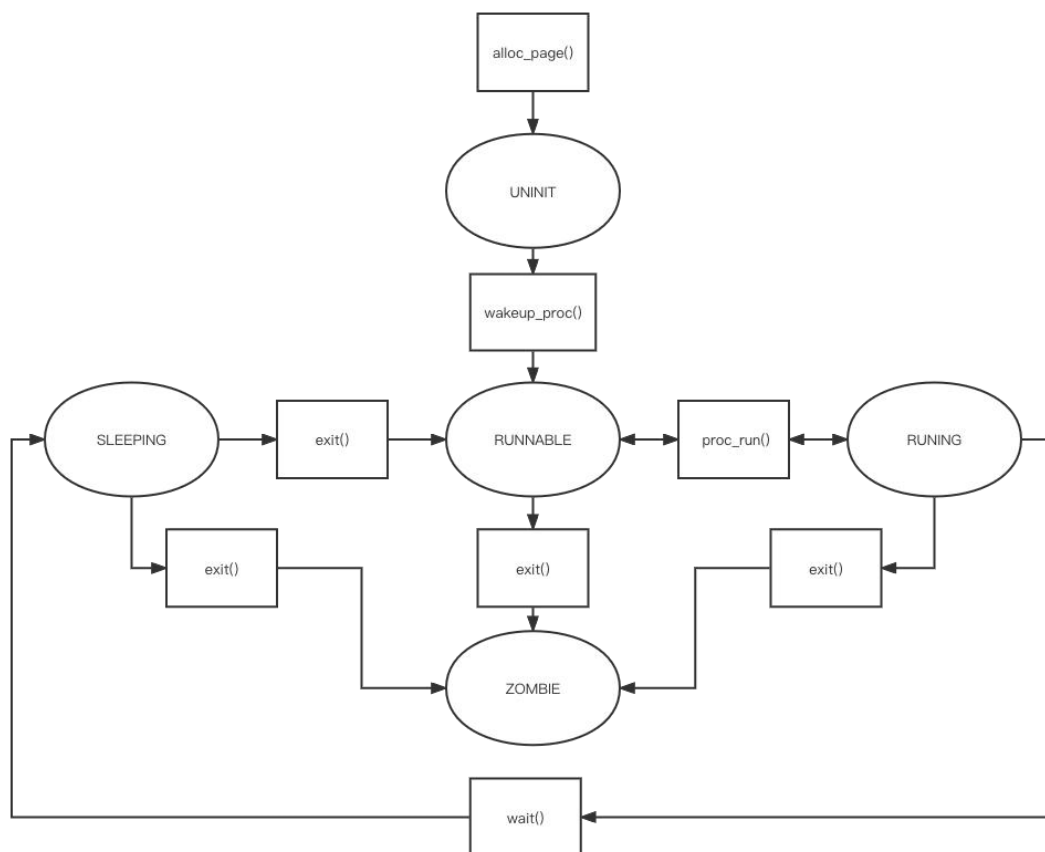 alloc_page()
UNINIT
wakeup_proc()
SLEEPING
exit()
RUNNABLE
proc_run()
RUNING
exit()
exit()
exit()
ZOMBIE
wait()